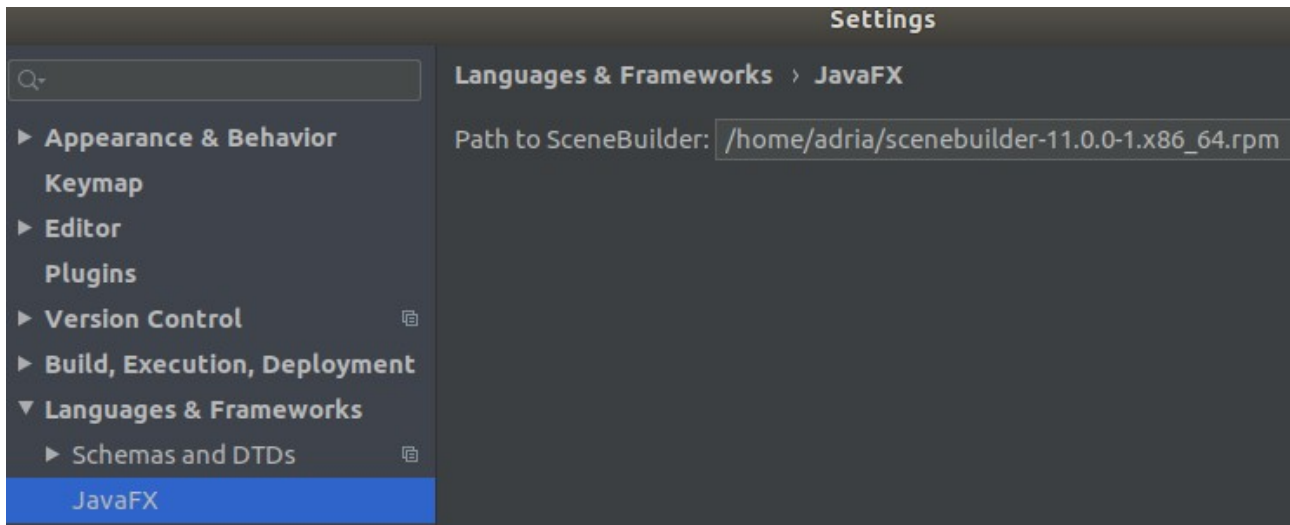 Settings
Appearance & Behavior
Keymap
Editor
Plugins
Version Control
Build, Execution, Deployment
Languages & Frameworks
Schemas and DTDs
JavaFX
Languages & Frameworks › JavaFX
Path to SceneBuilder: /home/adria/scenebuilder-11.0.0-1.x86_64.rpm